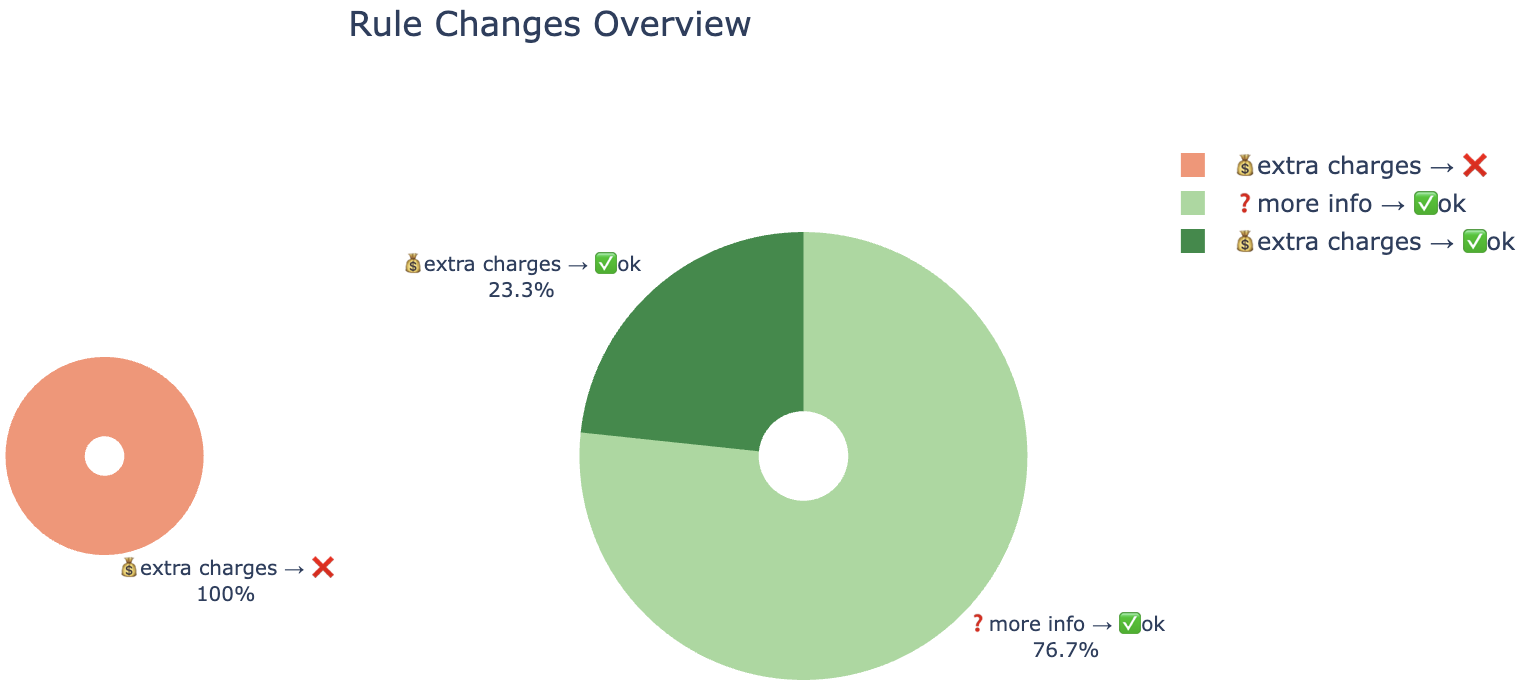 Rule Changes Overview
💰extra charges → ❌
❓more info → ✅ok
💰extra charges → ✅ok
💰extra charges → ✅ok
23.3%
💰extra charges → ❌
100%
❓more info → ✅ok
76.7%